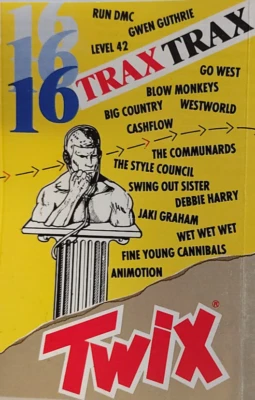 RUN DMC
GWEN GUTHRIE
LEVEL 42
16
16
16 TRAX TRAX
GO WEST
BLOW MONKEYS
BIG COUNTRY WESTWORLD
CASHFLOW
THE COMMUNARDS
THE STYLE COUNCIL
SWING OUT SISTER
DEBBIE HARRY
JAKI GRAHAM
WET WET WET
FINE YOUNG CANNIBALS
ANIMOTION
TWIX®